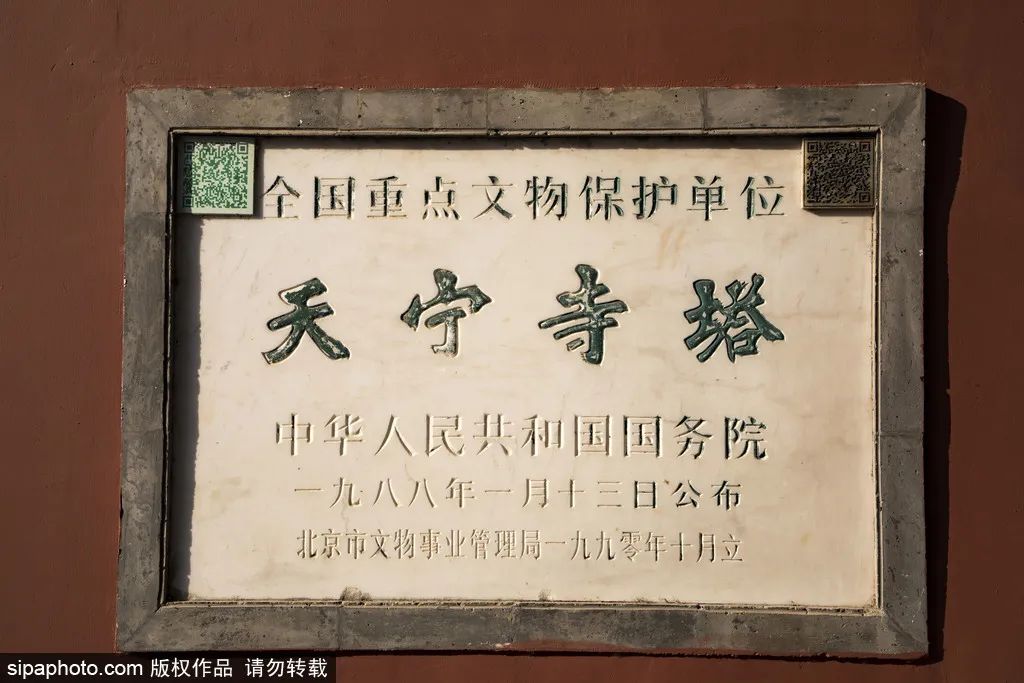 全国重点文物保护单位
天宁寺塔
中华人民共和国国务院
一九八八年一月十三日公布
北京市文物事业管理局一九九零年十月立
sipaphoto.com 版权作品 请勿转载